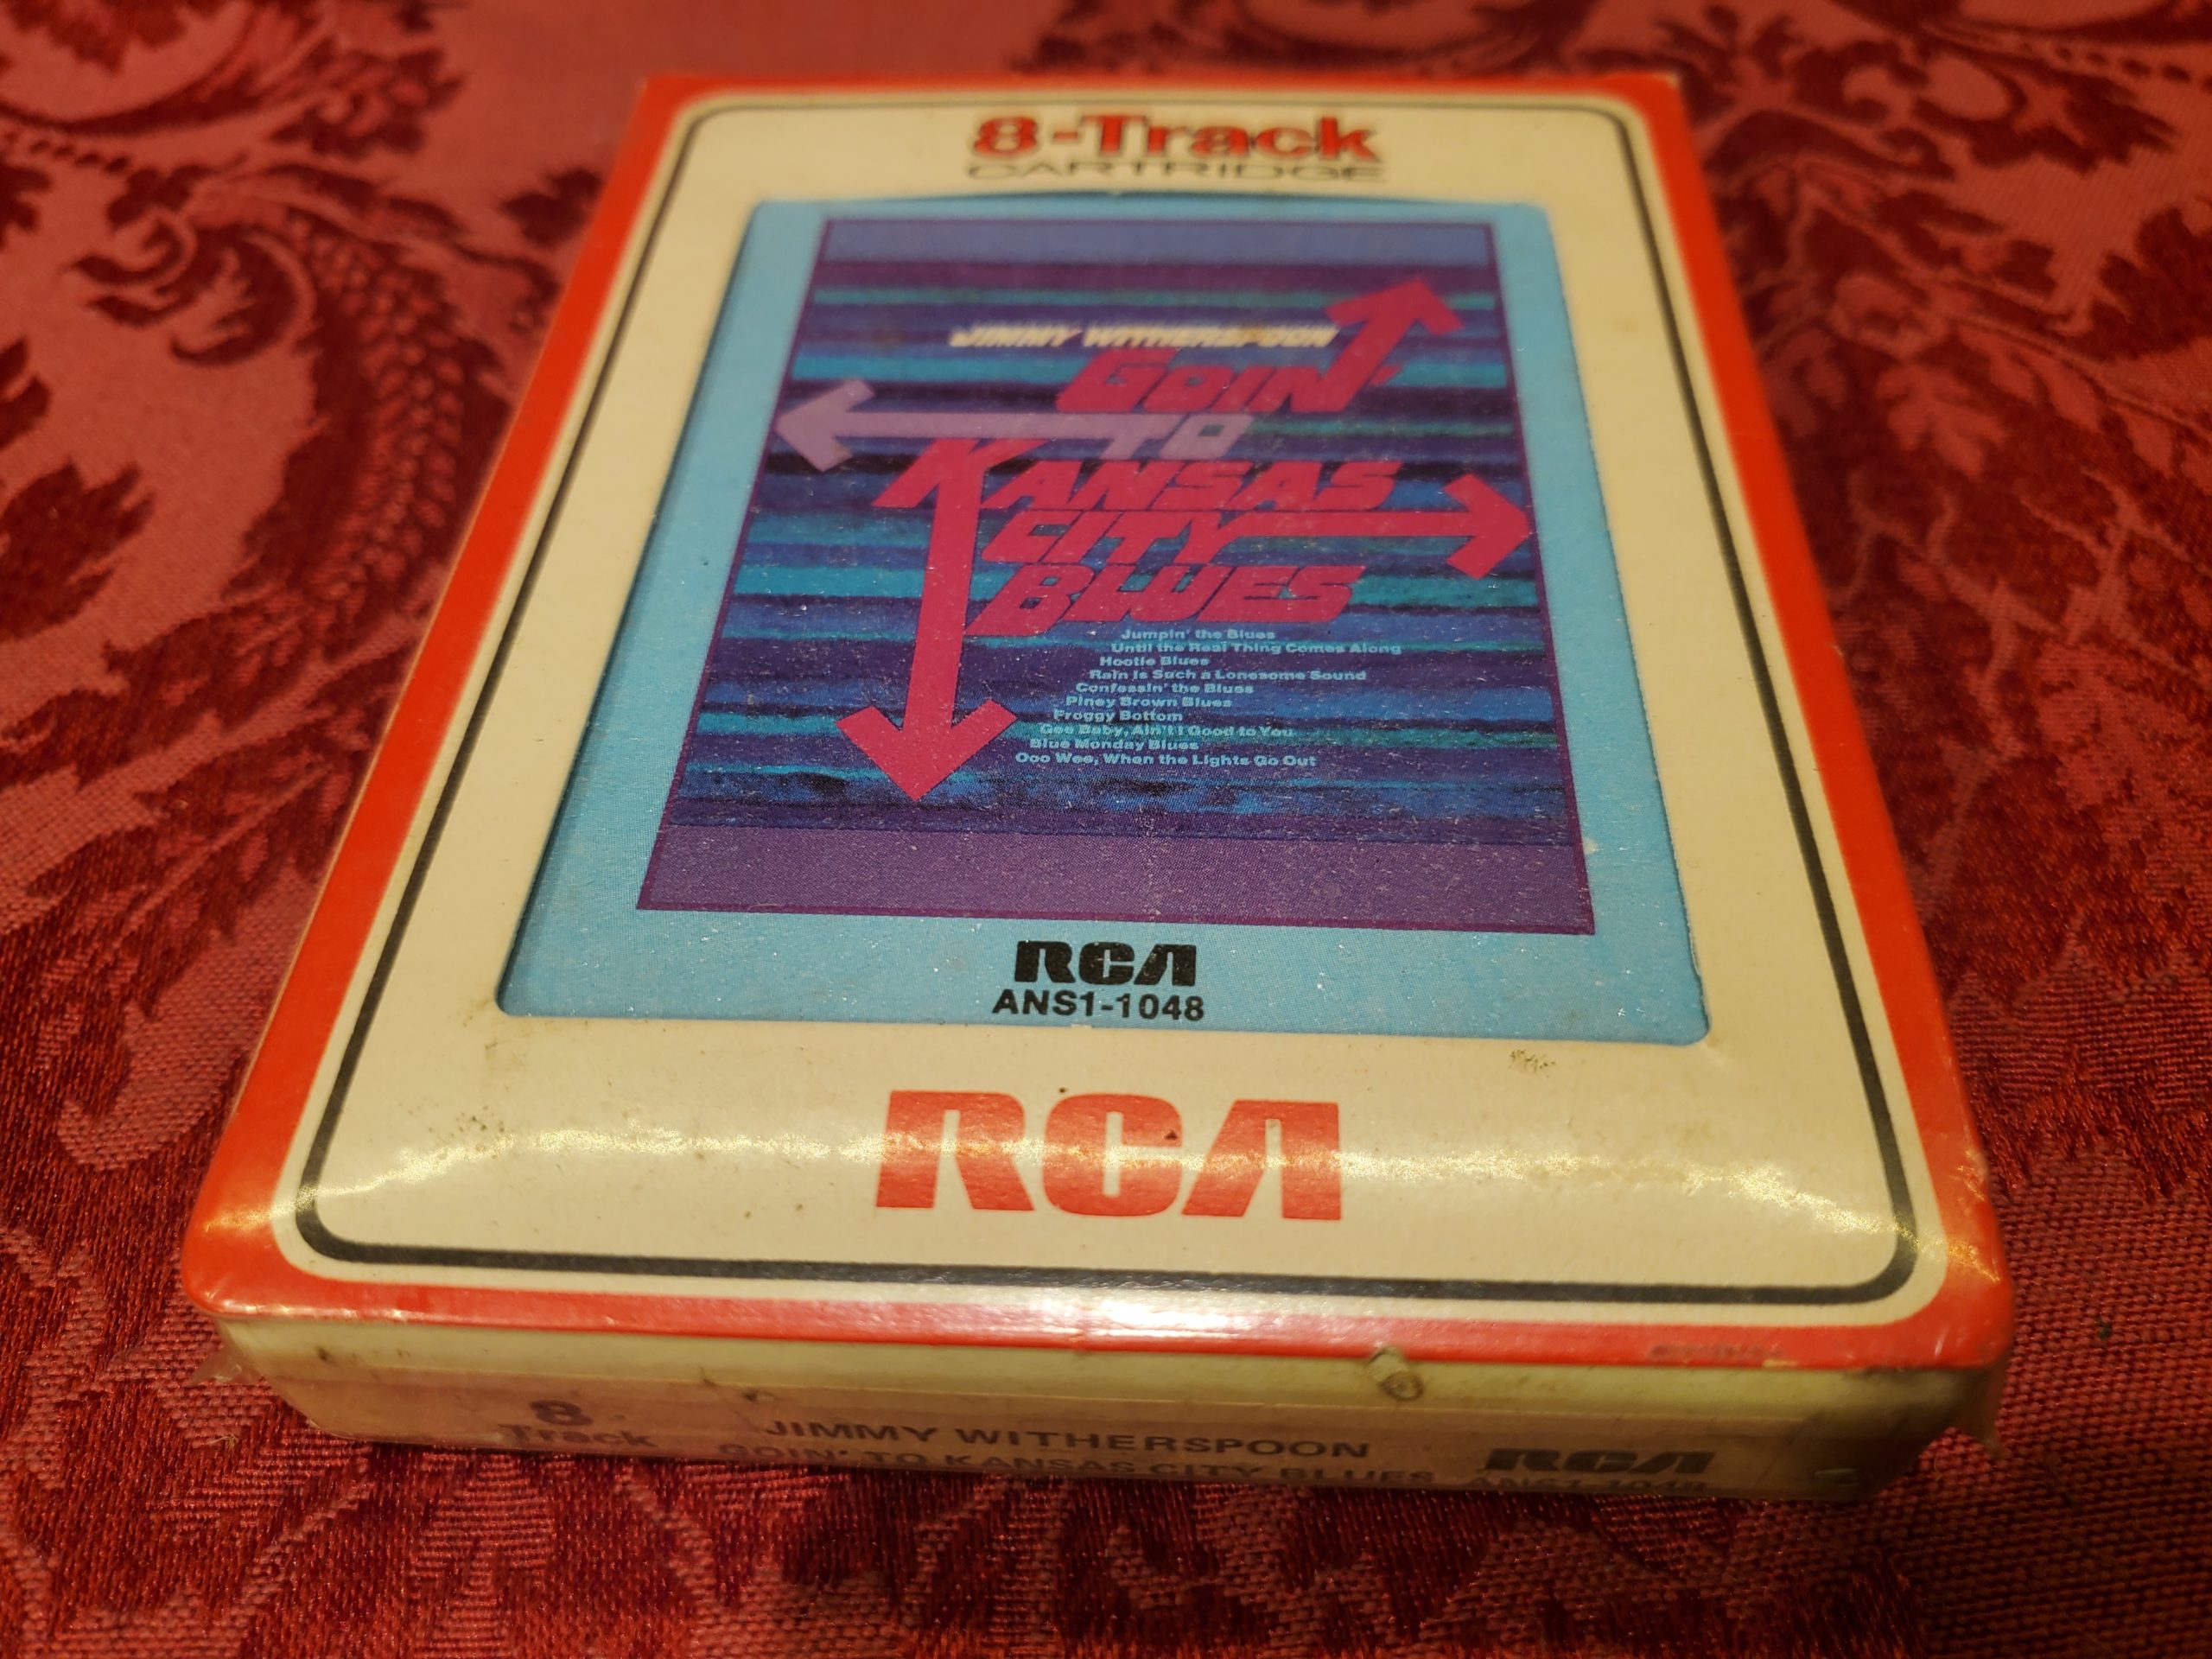 8-Track
CARTRIDGE
JIMMY WITHERSPOON
GOIN'
TO
KANSAS
CITY
BLUES
Jumpin' the Blues
Until the Real Thing Comes Along
Hootie Blues
Rain is Such a Lonesome Sound
Confessin' the Blues
Piney Brown Blues
Froggy Bottom
Gee Baby, Ain't I Good to You
Blue Monday Blues
Ooo Wee, When the Lights Go Out
RCA
ANS1-1048
RCA
8
Track
JIMMY WITHERSPOON
GOIN' TO KANSAS CITY BLUES
RCA
ANS1-1048